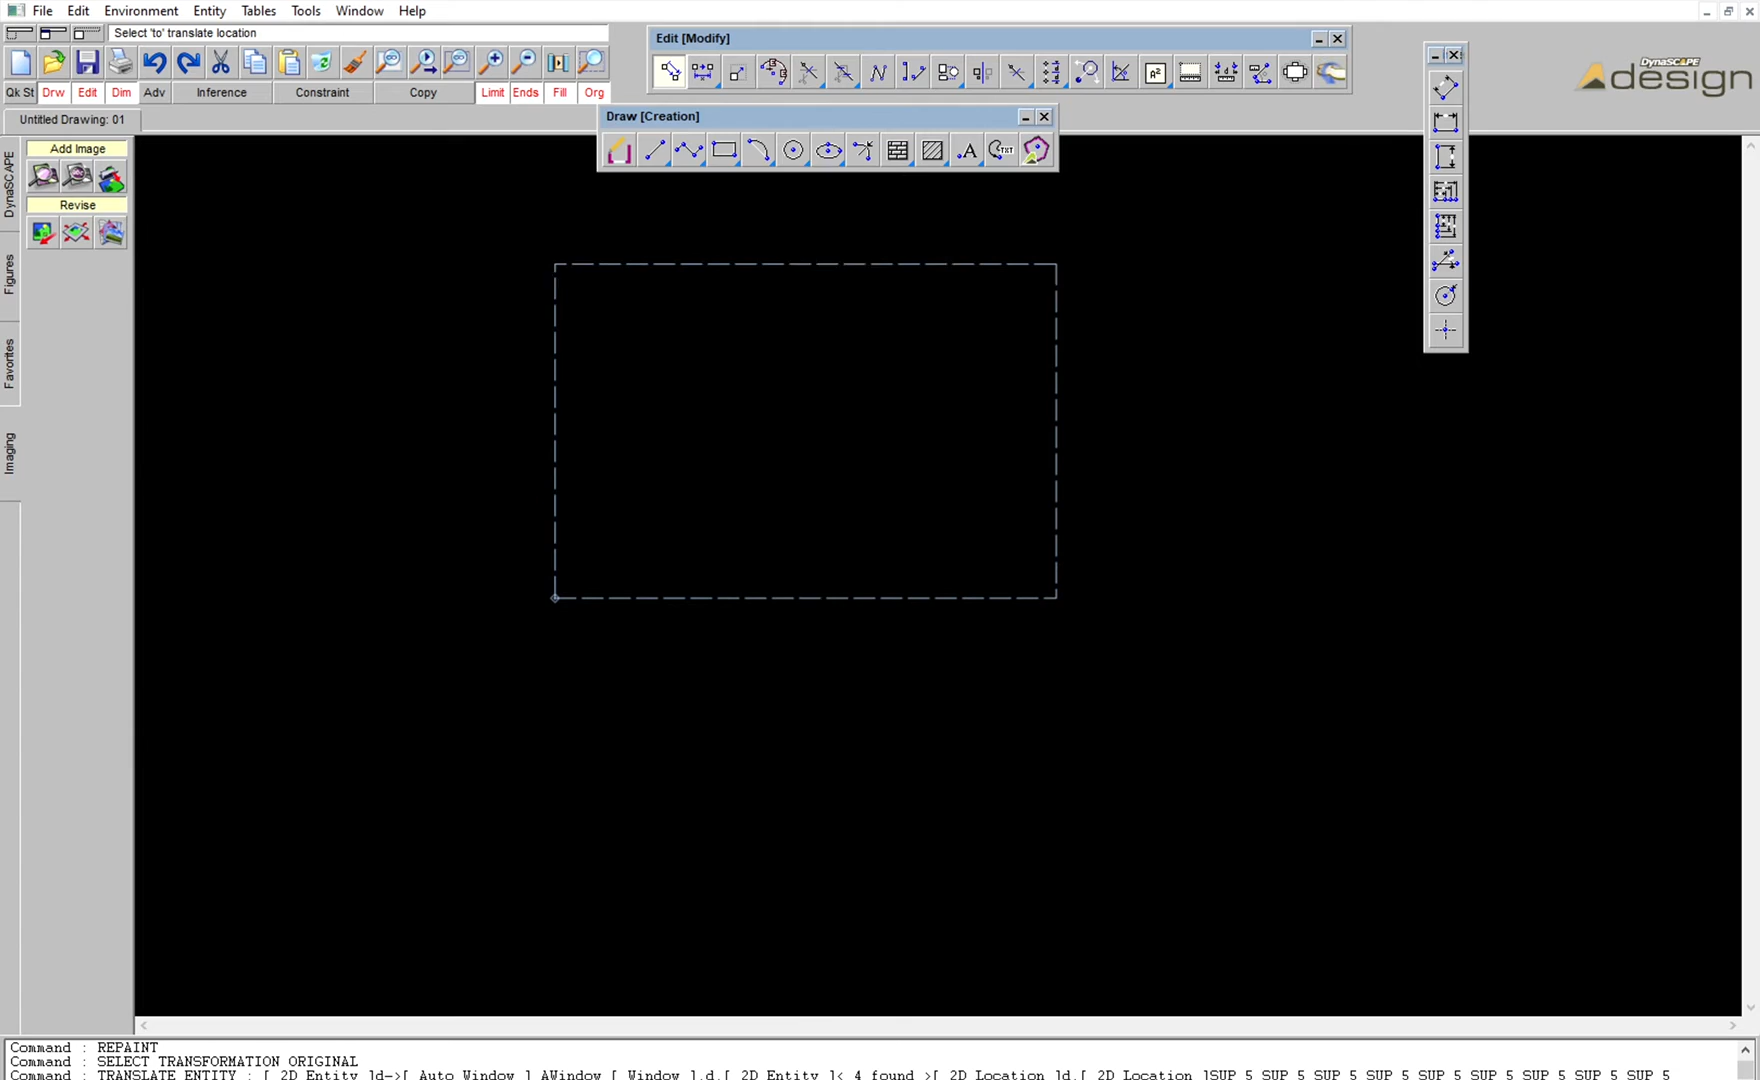 File Edit Environment Entity Tables Tools Window Help
Select 'to' translate location
Edit [Modify]
DynaSCAPE
design
Qk St Drw Edit Dim Adv Inference Constraint Copy Limit Ends Fill Org
Draw [Creation]
Untitled Drawing: 01
Add Image
Revise
DynaSCAPE
Figures
Favorites
Imaging
R²
A
TXT
Command : REPAINT
Command : SELECT TRANSFORMATION ORIGINAL
Command : TRANSLATE ENTITY : [ 2D Entity ]d->[ Auto Window ] AWindow [ Window ].d.[ 2D Entity ]< 4 found >[ 2D Location ]d.[ 2D Location ]SUP 5 SUP 5 SUP 5 SUP 5 SUP 5 SUP 5 SUP 5 SUP 5 SUP 5